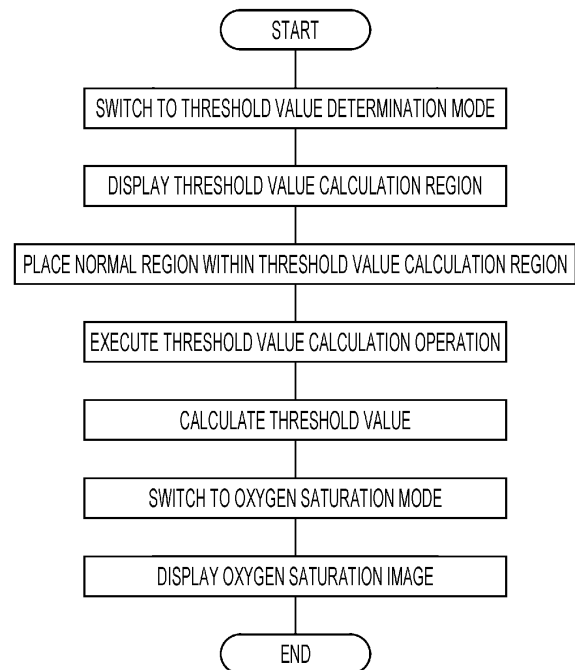 START
SWITCH TO THRESHOLD VALUE DETERMINATION MODE
DISPLAY THRESHOLD VALUE CALCULATION REGION
PLACE NORMAL REGION WITHIN THRESHOLD VALUE CALCULATION REGION
EXECUTE THRESHOLD VALUE CALCULATION OPERATION
CALCULATE THRESHOLD VALUE
SWITCH TO OXYGEN SATURATION MODE
DISPLAY OXYGEN SATURATION IMAGE
END